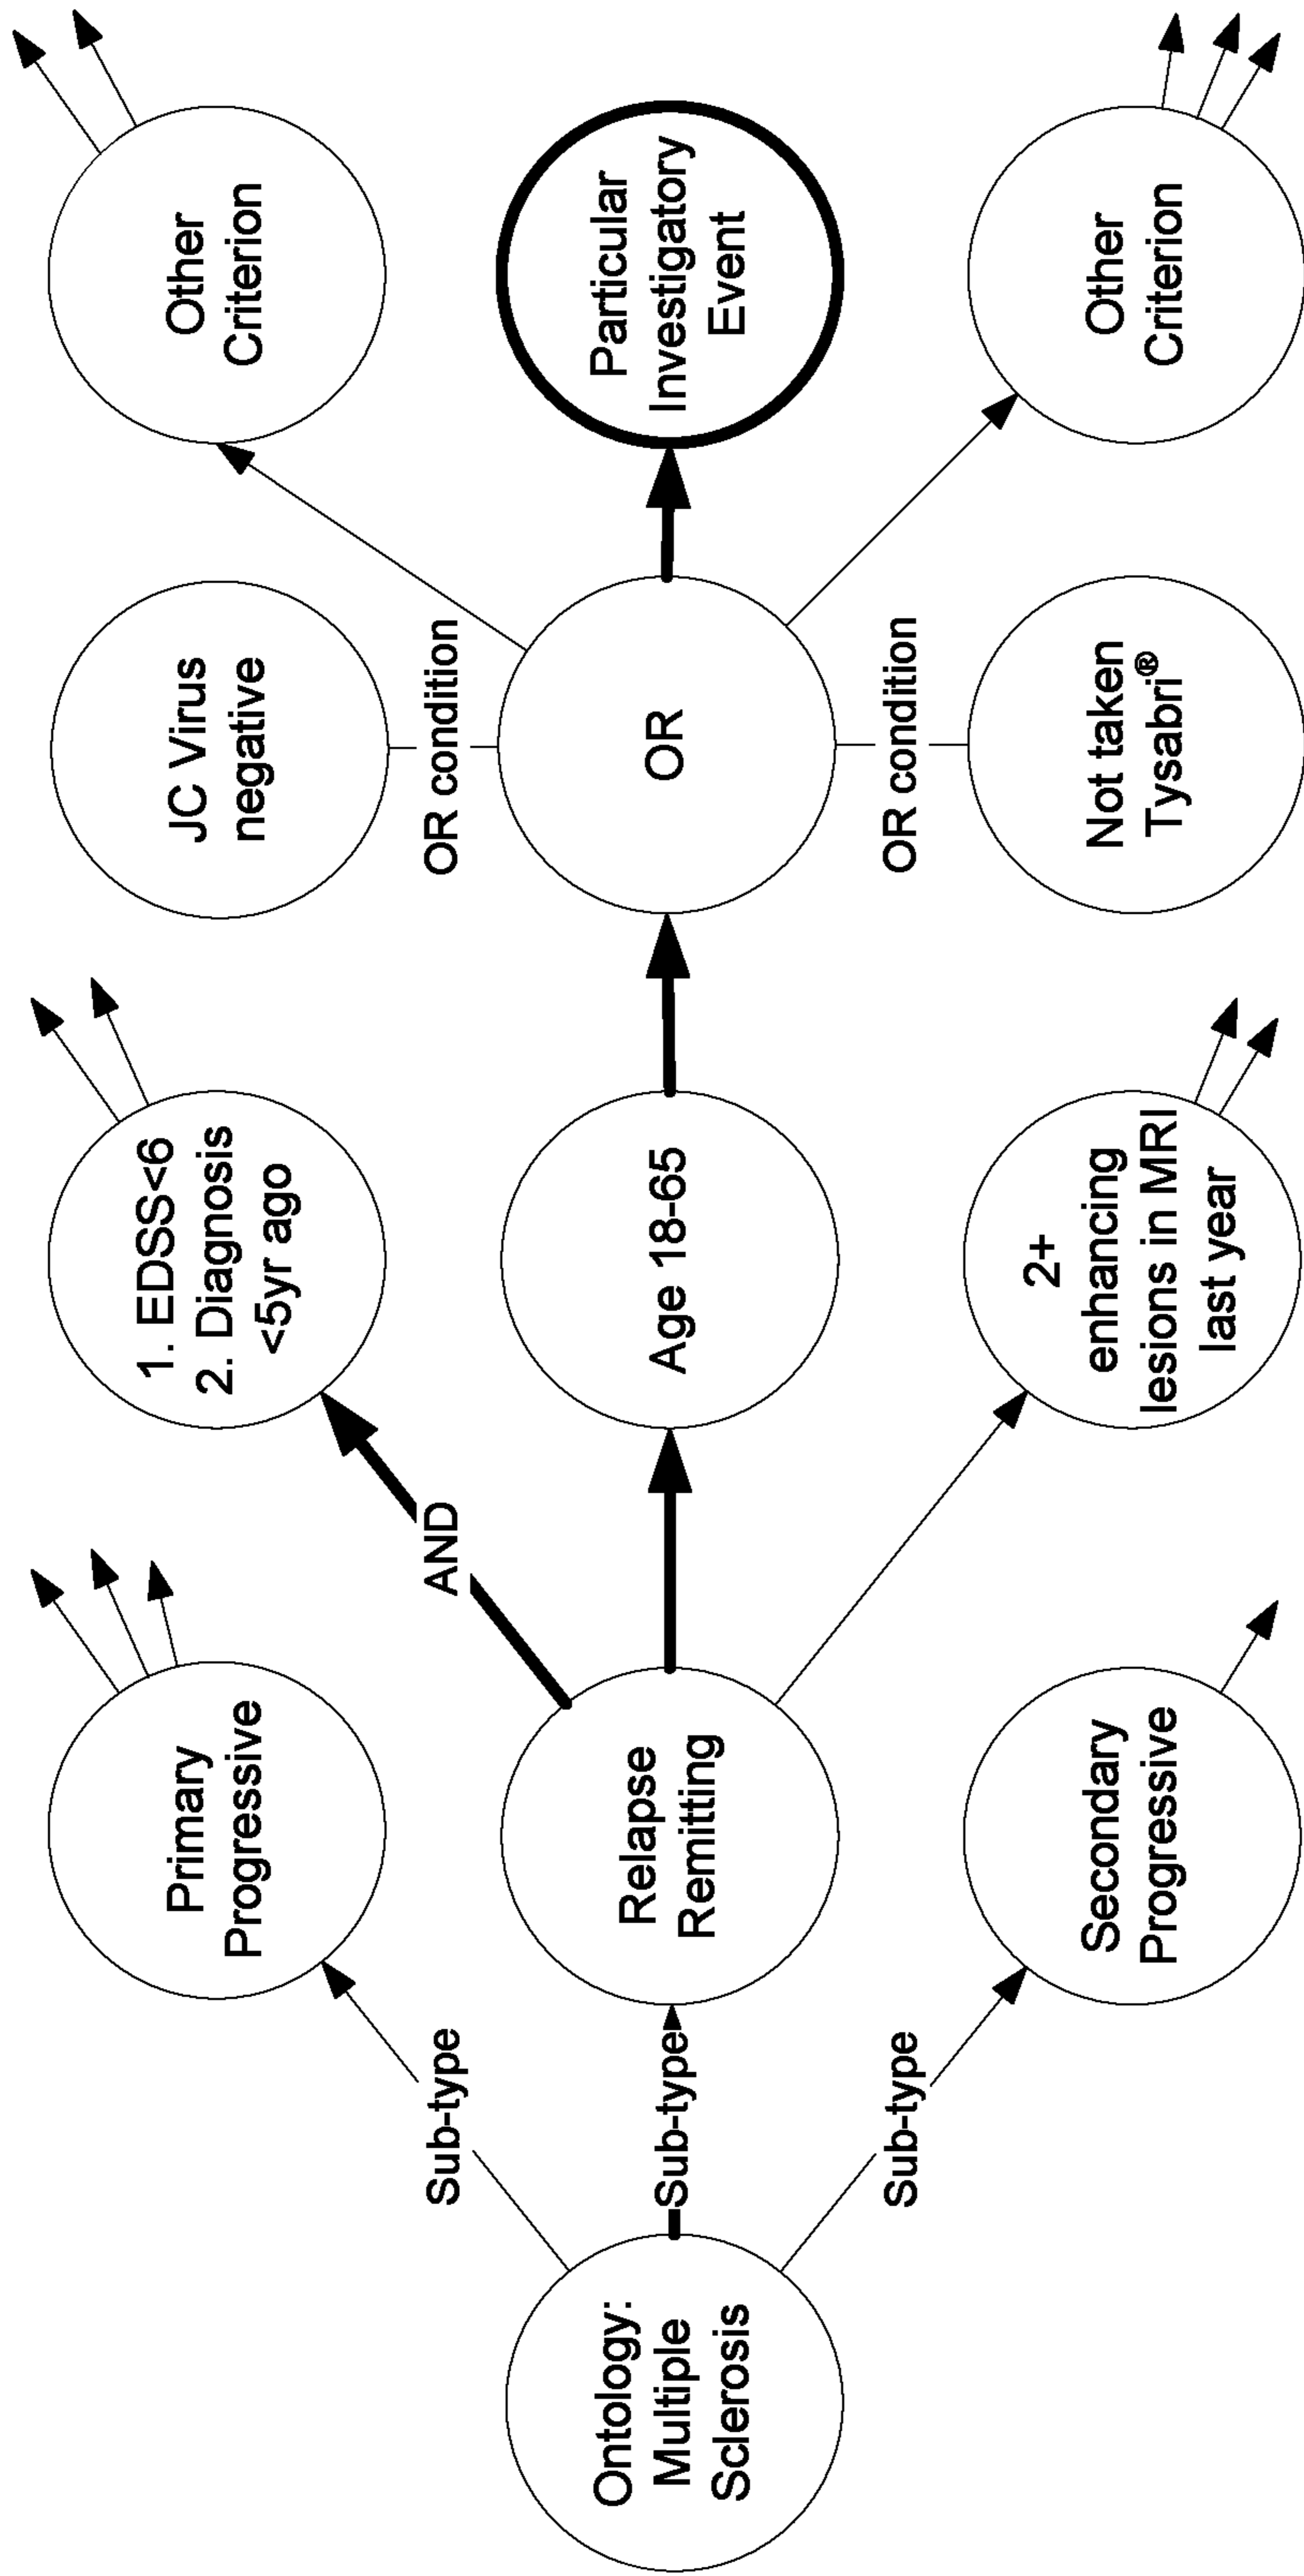 Ontology:
Multiple
Sclerosis
Sub-type
Sub-type
Sub-type
Primary
Progressive
Relapse
Remitting
Secondary
Progressive
AND
1. EDSS<6
2. Diagnosis
<5yr ago
Age 18-65
2+
enhancing
lesions in MRI
last year
JC Virus
negative
OR condition
OR
OR condition
Not taken
Tysabri®
Other
Criterion
Particular
Investigatory
Event
Other
Criterion